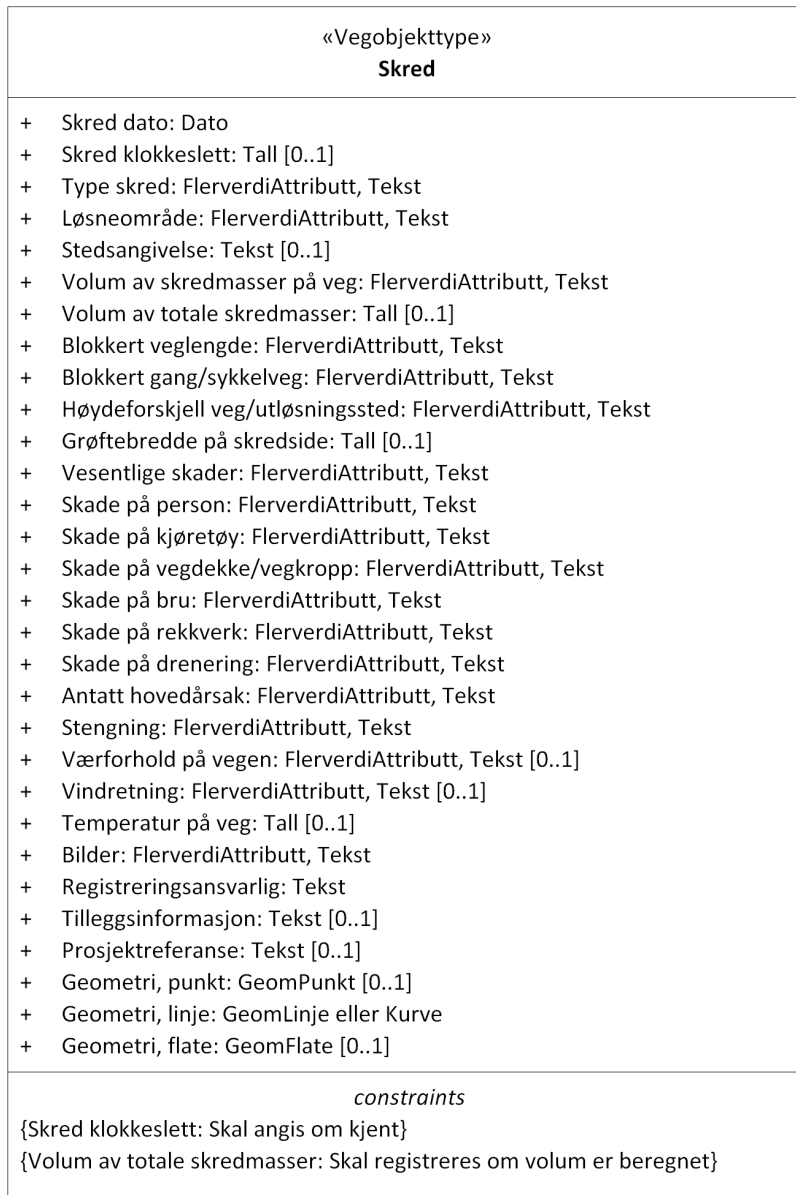 «Vegobjekttype»
Skred
+ Skred dato: Dato
+ Skred klokkeslett: Tall [0..1]
+ Type skred: FlerverdiAttributt, Tekst
+ Løsneområde: FlerverdiAttributt, Tekst
+ Stedsangivelse: Tekst [0..1]
+ Volum av skredmasser på veg: FlerverdiAttributt, Tekst
+ Volum av totale skredmasser: Tall [0..1]
+ Blokkert veglengde: FlerverdiAttributt, Tekst
+ Blokkert gang/sykkelveg: FlerverdiAttributt, Tekst
+ Høydeforskjell veg/utløsningssted: FlerverdiAttributt, Tekst
+ Grøftebredde på skredside: Tall [0..1]
+ Vesentlige skader: FlerverdiAttributt, Tekst
+ Skade på person: FlerverdiAttributt, Tekst
+ Skade på kjøretøy: FlerverdiAttributt, Tekst
+ Skade på vegdekke/vegkropp: FlerverdiAttributt, Tekst
+ Skade på bru: FlerverdiAttributt, Tekst
+ Skade på rekkverk: FlerverdiAttributt, Tekst
+ Skade på drenering: FlerverdiAttributt, Tekst
+ Antatt hovedårsak: FlerverdiAttributt, Tekst
+ Stengning: FlerverdiAttributt, Tekst
+ Værforhold på vegen: FlerverdiAttributt, Tekst [0..1]
+ Vindretning: FlerverdiAttributt, Tekst [0..1]
+ Temperatur på veg: Tall [0..1]
+ Bilder: FlerverdiAttributt, Tekst
+ Registreringsansvarlig: Tekst
+ Tilleggsinformasjon: Tekst [0..1]
+ Prosjektreferanse: Tekst [0..1]
+ Geometri, punkt: GeomPunkt [0..1]
+ Geometri, linje: GeomLinje eller Kurve
+ Geometri, flate: GeomFlate [0..1]
constraints
{Skred klokkeslett: Skal angis om kjent}
{Volum av totale skredmasser: Skal registreres om volum er beregnet}